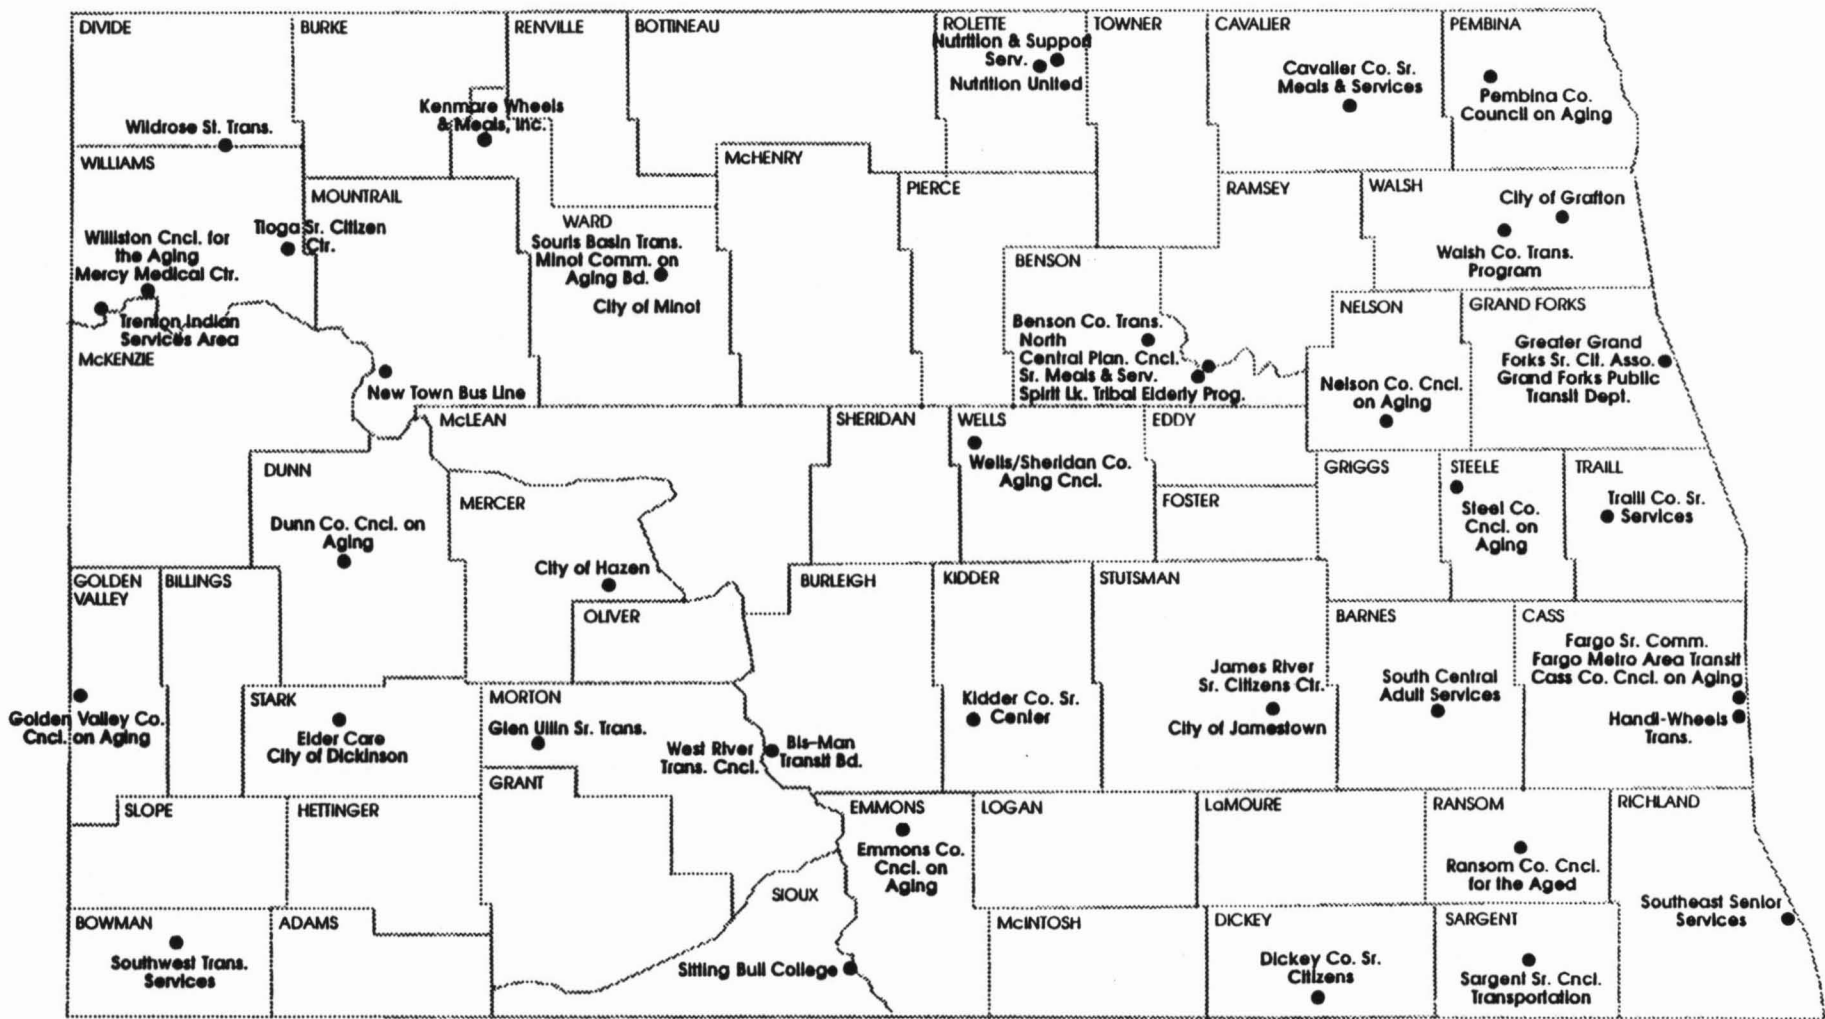 DIVIDE
BURKE
RENVILLE
BOTTINEAU
ROLETTE
TOWNER
CAVALIER
PEMBINA
Nutrition & Support
Serv.
Nutrition United
Cavalier Co. Sr.
Meals & Services
Pembina Co.
Council on Aging
Kenmare Wheels
& Meals, Inc.
Wildrose St. Trans.
WILLIAMS
MOUNTRAIL
McHENRY
PIERCE
RAMSEY
WALSH
City of Grafton
Walsh Co. Trans.
Program
Williston Cncl. for
the Aging
Mercy Medical Ctr.
Tioga Sr. Citizen
Ctr.
WARD
Souris Basin Trans.
Minot Comm. on
Aging Bd.
City of Minot
BENSON
NELSON
GRAND FORKS
Trenton Indian
Services Area
McKENZIE
New Town Bus Line
Benson Co. Trans.
North
Central Plan. Cncl.
Sr. Meals & Serv.
Spirit Lk. Tribal Elderly Prog.
Nelson Co. Cncl.
on Aging
Greater Grand
Forks Sr. Cit. Asso.
Grand Forks Public
Transit Dept.
McLEAN
SHERIDAN
WELLS
EDDY
Wells/Sheridan Co.
Aging Cncl.
DUNN
MERCER
FOSTER
GRIGGS
STEELE
TRAILL
Dunn Co. Cncl. on
Aging
Steel Co.
Cncl. on
Aging
Traill Co. Sr.
Services
City of Hazen
GOLDEN
VALLEY
BILLINGS
OLIVER
BURLEIGH
KIDDER
STUTSMAN
BARNES
CASS
Fargo Sr. Comm.
Fargo Metro Area Transit
Cass Co. Cncl. on Aging
Handi-Wheels
Trans.
Golden Valley Co.
Cncl. on Aging
STARK
Elder Care
City of Dickinson
MORTON
Glen Ullin Sr. Trans.
West River
Trans. Cncl.
Bis-Man
Transit Bd.
Kidder Co. Sr.
Center
James River
Sr. Citizens Ctr.
City of Jamestown
South Central
Adult Services
GRANT
SLOPE
HETTINGER
EMMONS
Emmons Co.
Cncl. on
Aging
LOGAN
LaMOURE
RANSOM
Ransom Co. Cncl.
for the Aged
RICHLAND
Southeast Senior
Services
SIOUX
Sitting Bull College
BOWMAN
Southwest Trans.
Services
ADAMS
McINTOSH
DICKEY
Dickey Co. Sr.
Citizens
SARGENT
Sargent Sr. Cncl.
Transportation